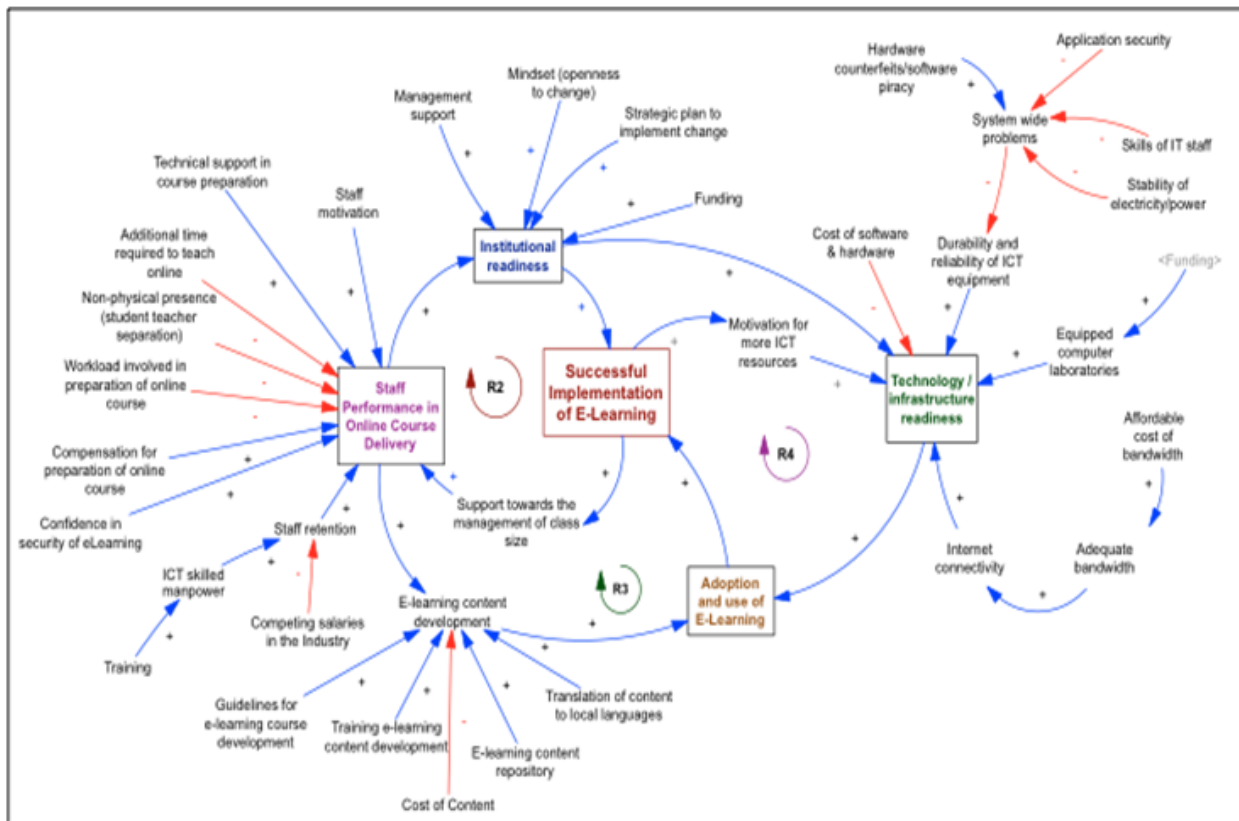 Hardware
counterfeits/software
piracy
Application security
System wide
problems
Skills of IT staff
Stability of
electricity/power
Mindset (openness
to change)
Management
support
Strategic plan to
implement change
Technical support in
course preparation
Staff
motivation
Funding
Institutional
readiness
Cost of software
& hardware
Durability and
reliability of ICT
equipment
<Funding>
Additional time
required to teach
online
Non-physical presence
(student teacher
separation)
Workload involved in
preparation of online
course
Compensation for
preparation of online
course
Confidence in
security of eLearning
Staff
Performance in
Online Course
Delivery
R2
Successful
Implementation
of E-Learning
Motivation for
more ICT
resources
R4
Technology /
infrastructure
readiness
Equipped
computer
laboratories
Affordable
cost of
bandwidth
Support towards the
management of class
size
Staff retention
ICT skilled
manpower
Training
Competing salaries
in the Industry
R3
E-learning content
development
Adoption
and use of
E-Learning
Internet
connectivity
Adequate
bandwidth
Guidelines for
e-learning course
development
Training e-learning
content development
Cost of Content
E-learning content
repository
Translation of content
to local languages